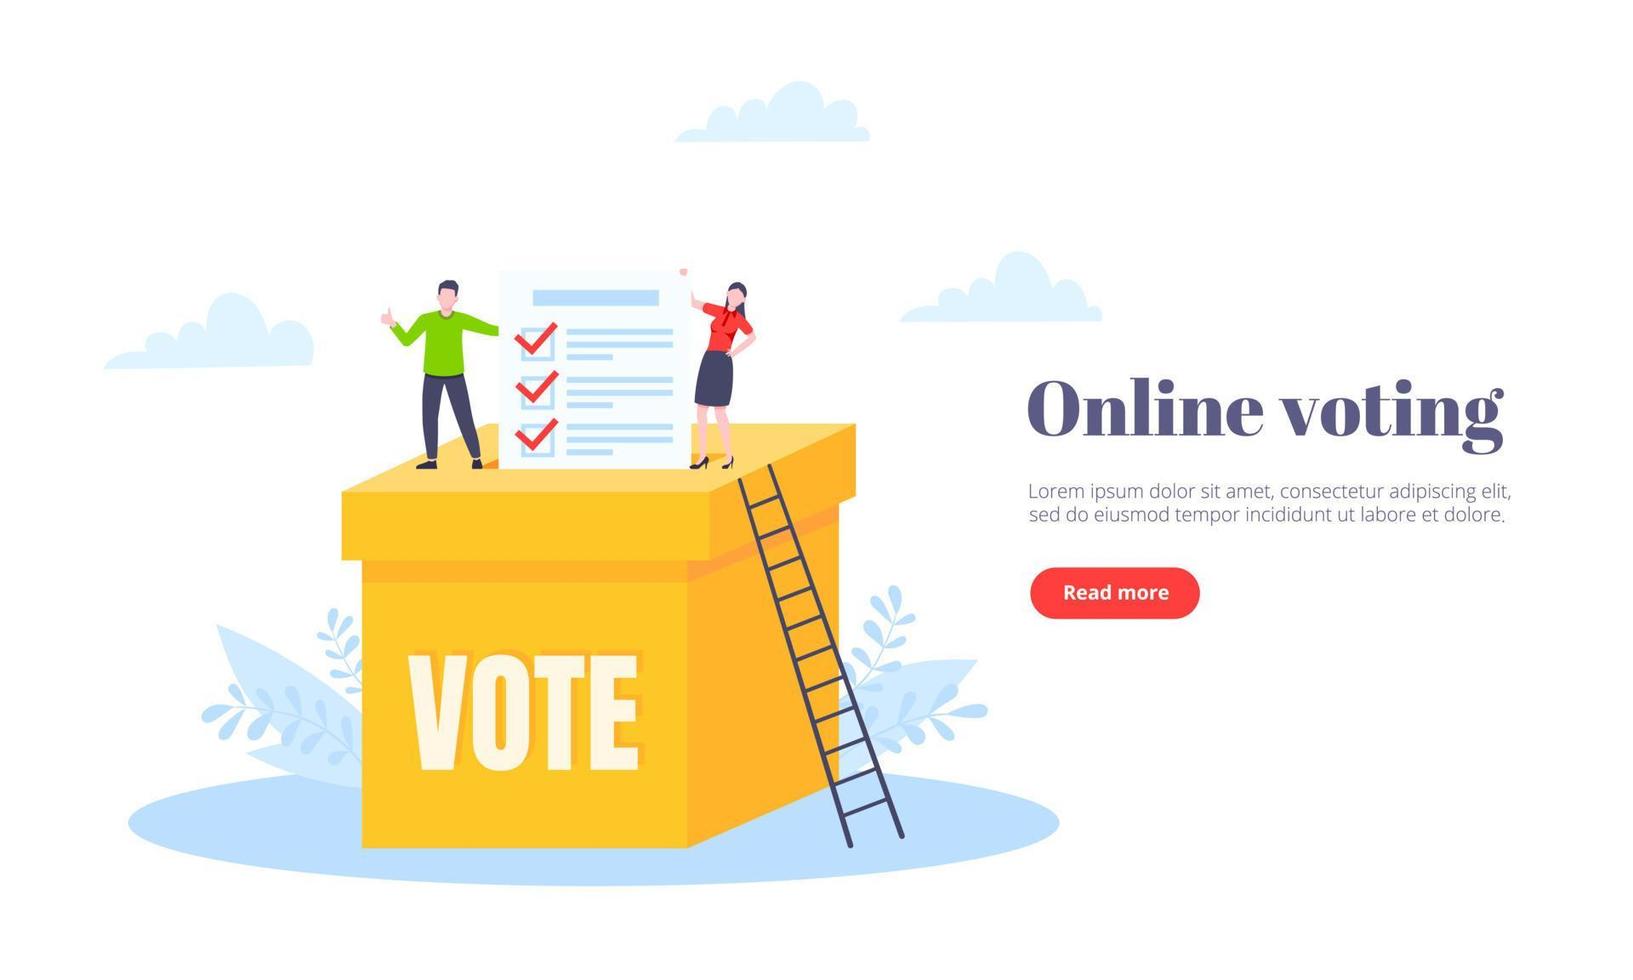 Online voting
Lorem ipsum dolor sit amet, consectetur adipiscing elit,
sed do eiusmod tempor incididunt ut labore et dolore.
Read more
VOTE